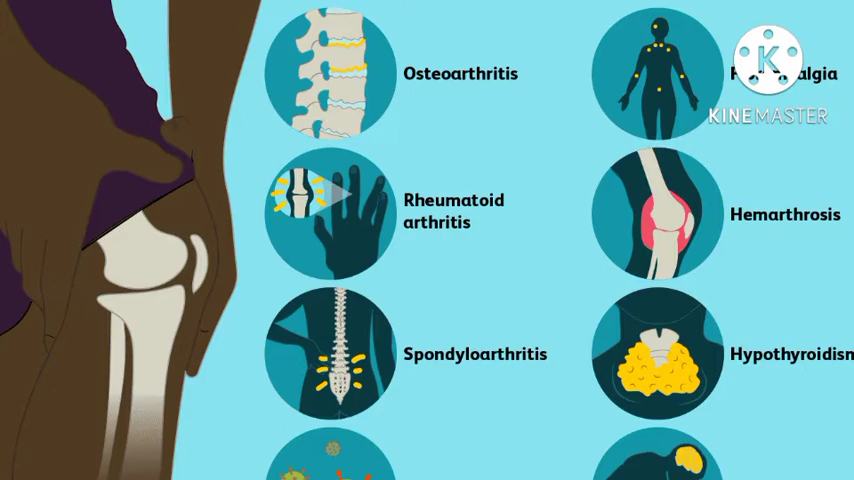 Osteoarthritis
KINEMASTER
Rheumatoid
arthritis
Hemarthrosis
Spondyloarthritis
Hypothyroidism